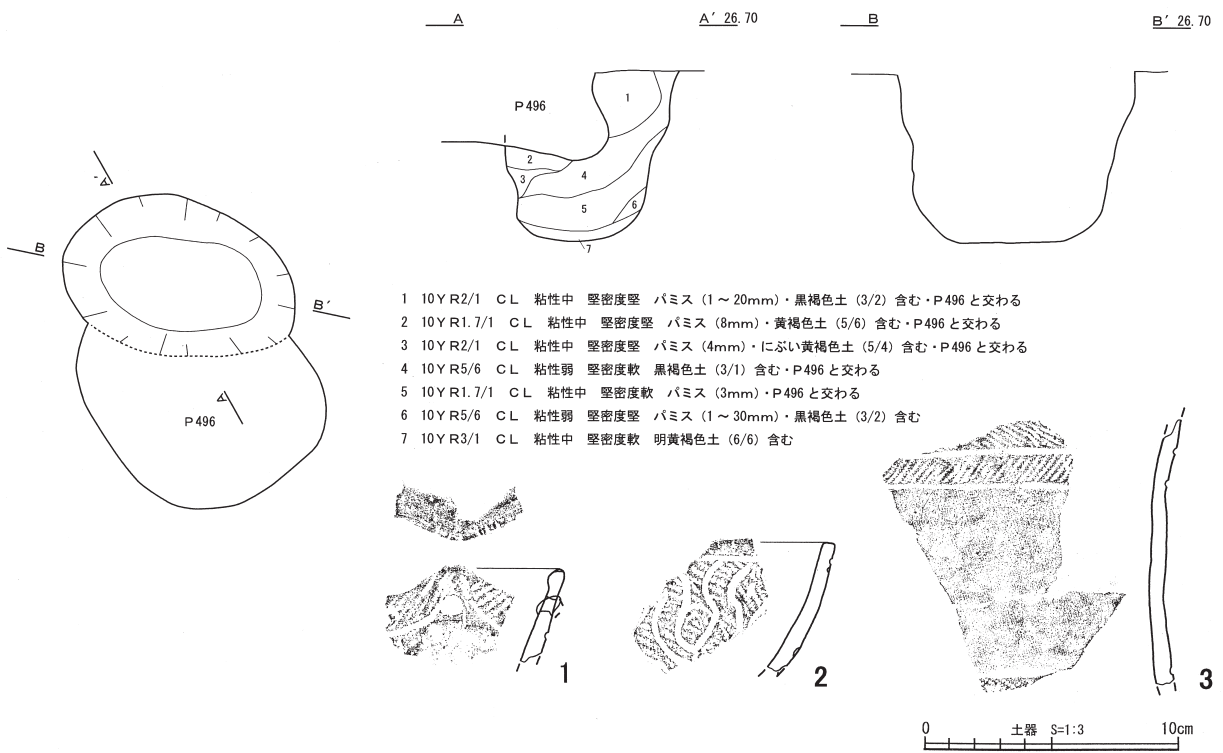 A A′ 26.70 B B′ 26.70
P496
1
2
3
4
5
6
7
A′
B
B′
A
P496
1 10YR2/1 CL 粘性中 堅密度堅 パミス(1～20mm)・黒褐色土(3/2)含む・P496と交わる
2 10YR1.7/1 CL 粘性中 堅密度堅 パミス(8mm)・黄褐色土(5/6)含む・P496と交わる
3 10YR2/1 CL 粘性中 堅密度堅 パミス(4mm)・にぶい黄褐色土(5/4)含む・P496と交わる
4 10YR5/6 CL 粘性弱 堅密度軟 黒褐色土(3/1)含む・P496と交わる
5 10YR1.7/1 CL 粘性中 堅密度軟 パミス(3mm)・P496と交わる
6 10YR5/6 CL 粘性弱 堅密度堅 パミス(1～30mm)・黒褐色土(3/2)含む
7 10YR3/1 CL 粘性中 堅密度軟 明黄褐色土(6/6)含む
1
2
3
0 土器 S=1:3 10cm